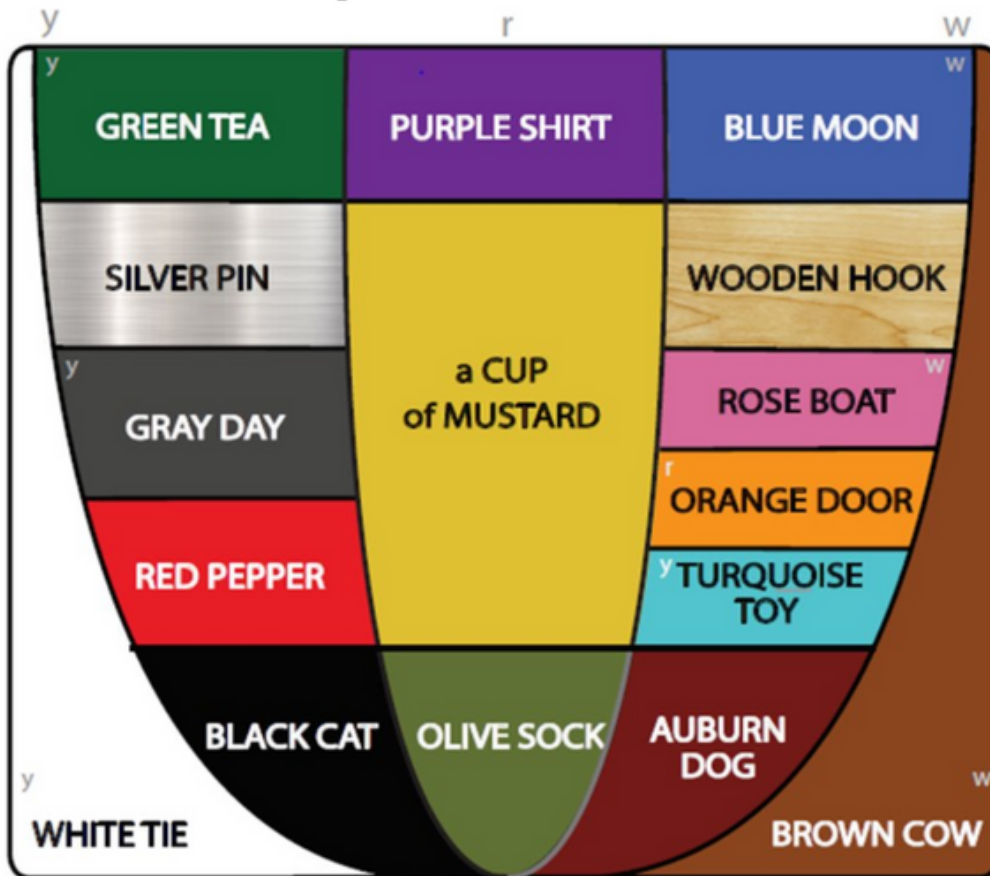 y r w
y w
GREEN TEA PURPLE SHIRT BLUE MOON
SILVER PIN WOODEN HOOK
y w
a CUP
ROSE BOAT
of MUSTARD
GRAY DAY
r
ORANGE DOOR
y
RED PEPPER TURQUOISE
TOY
BLACK CAT OLIVE SOCK AUBURN
DOG
y w
WHITE TIE BROWN COW